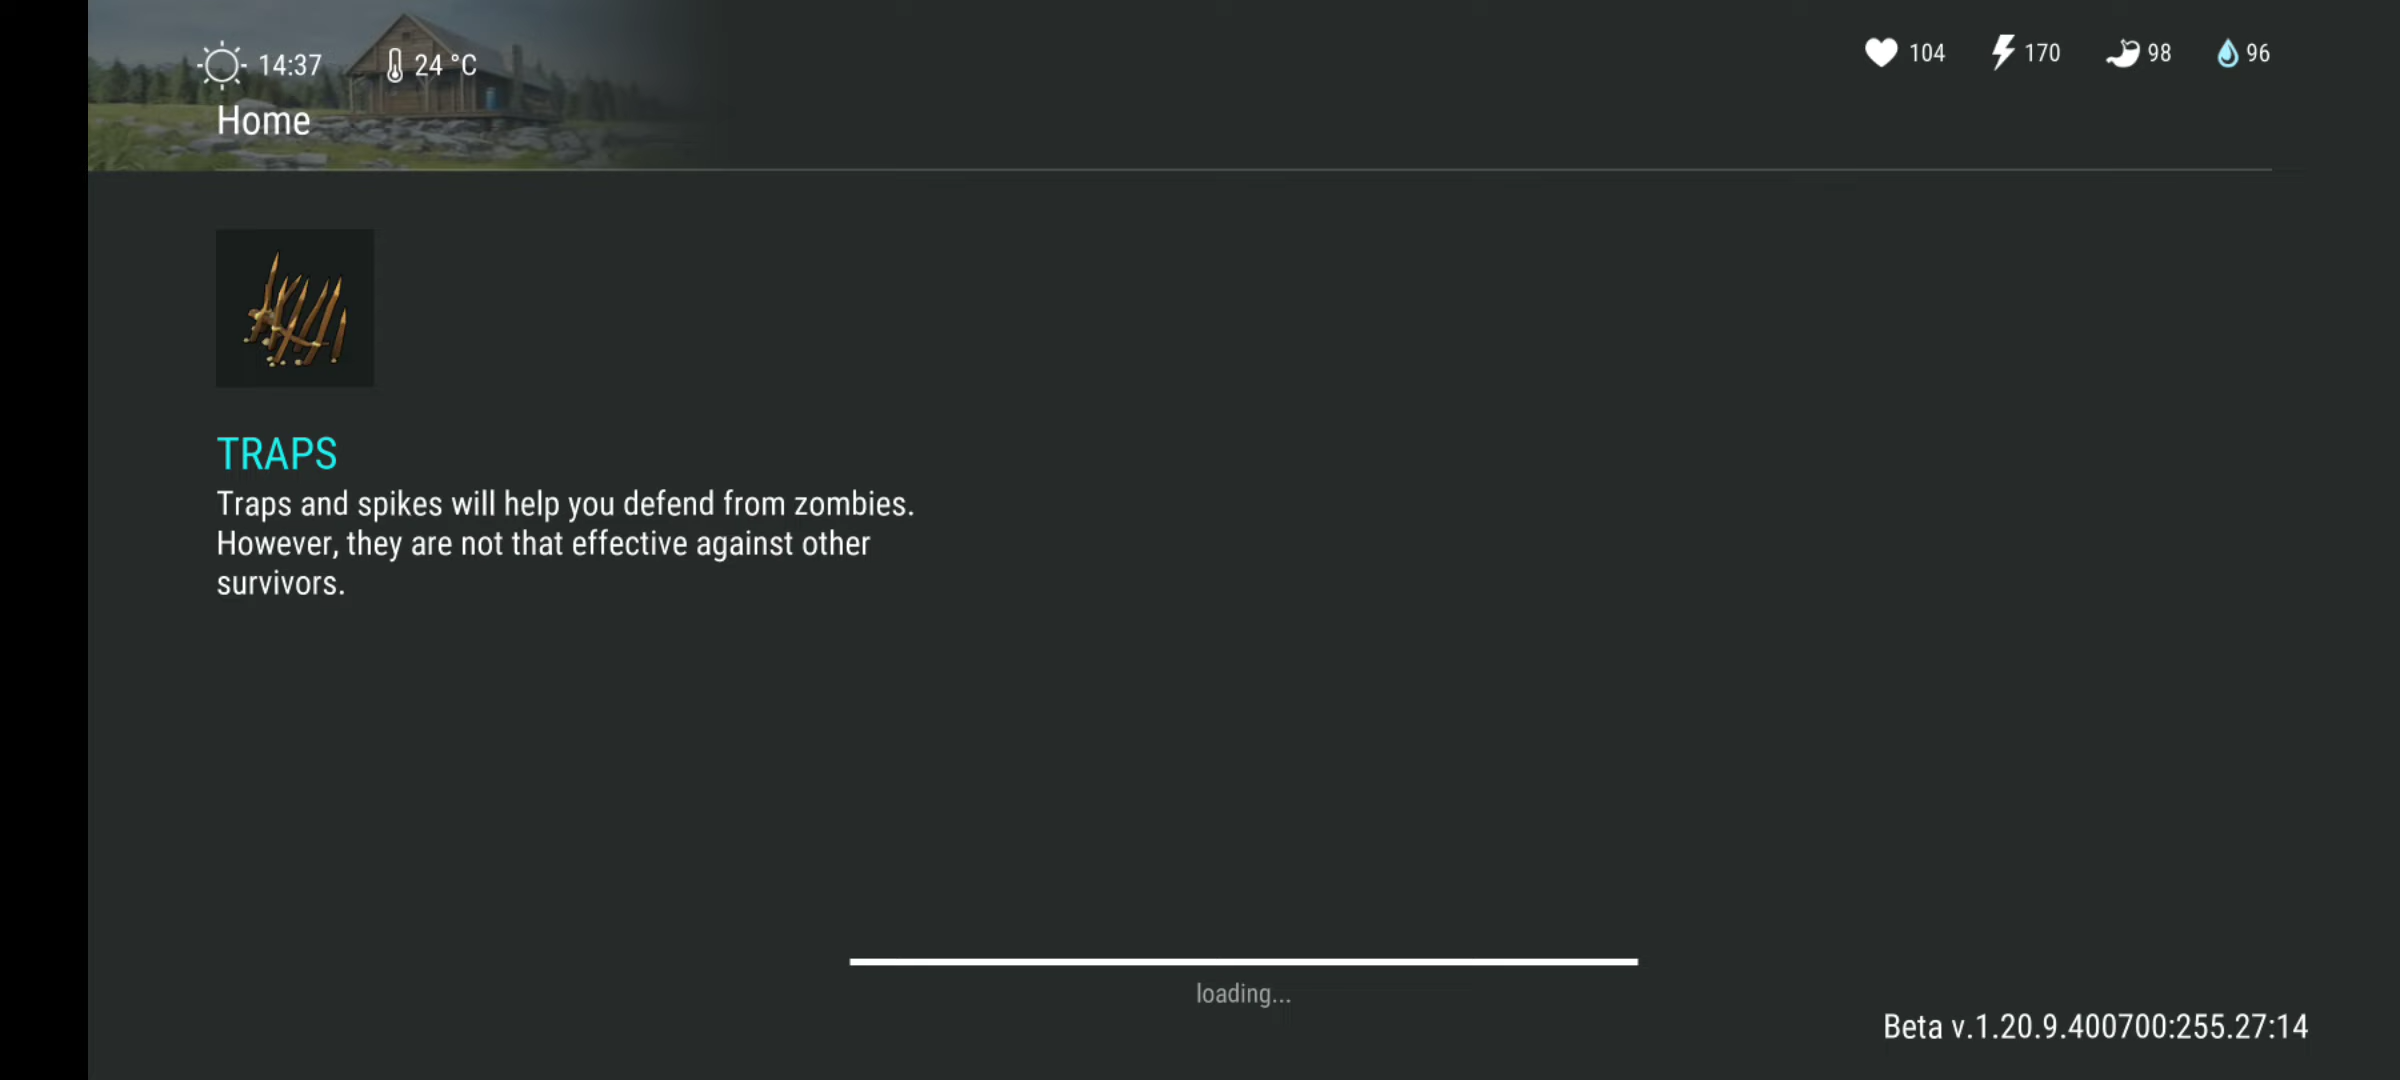 14:37 24 °C
Home
104 170 98 96
TRAPS
Traps and spikes will help you defend from zombies.
However, they are not that effective against other
survivors.
loading...
Beta v.1.20.9.400700:255.27:14